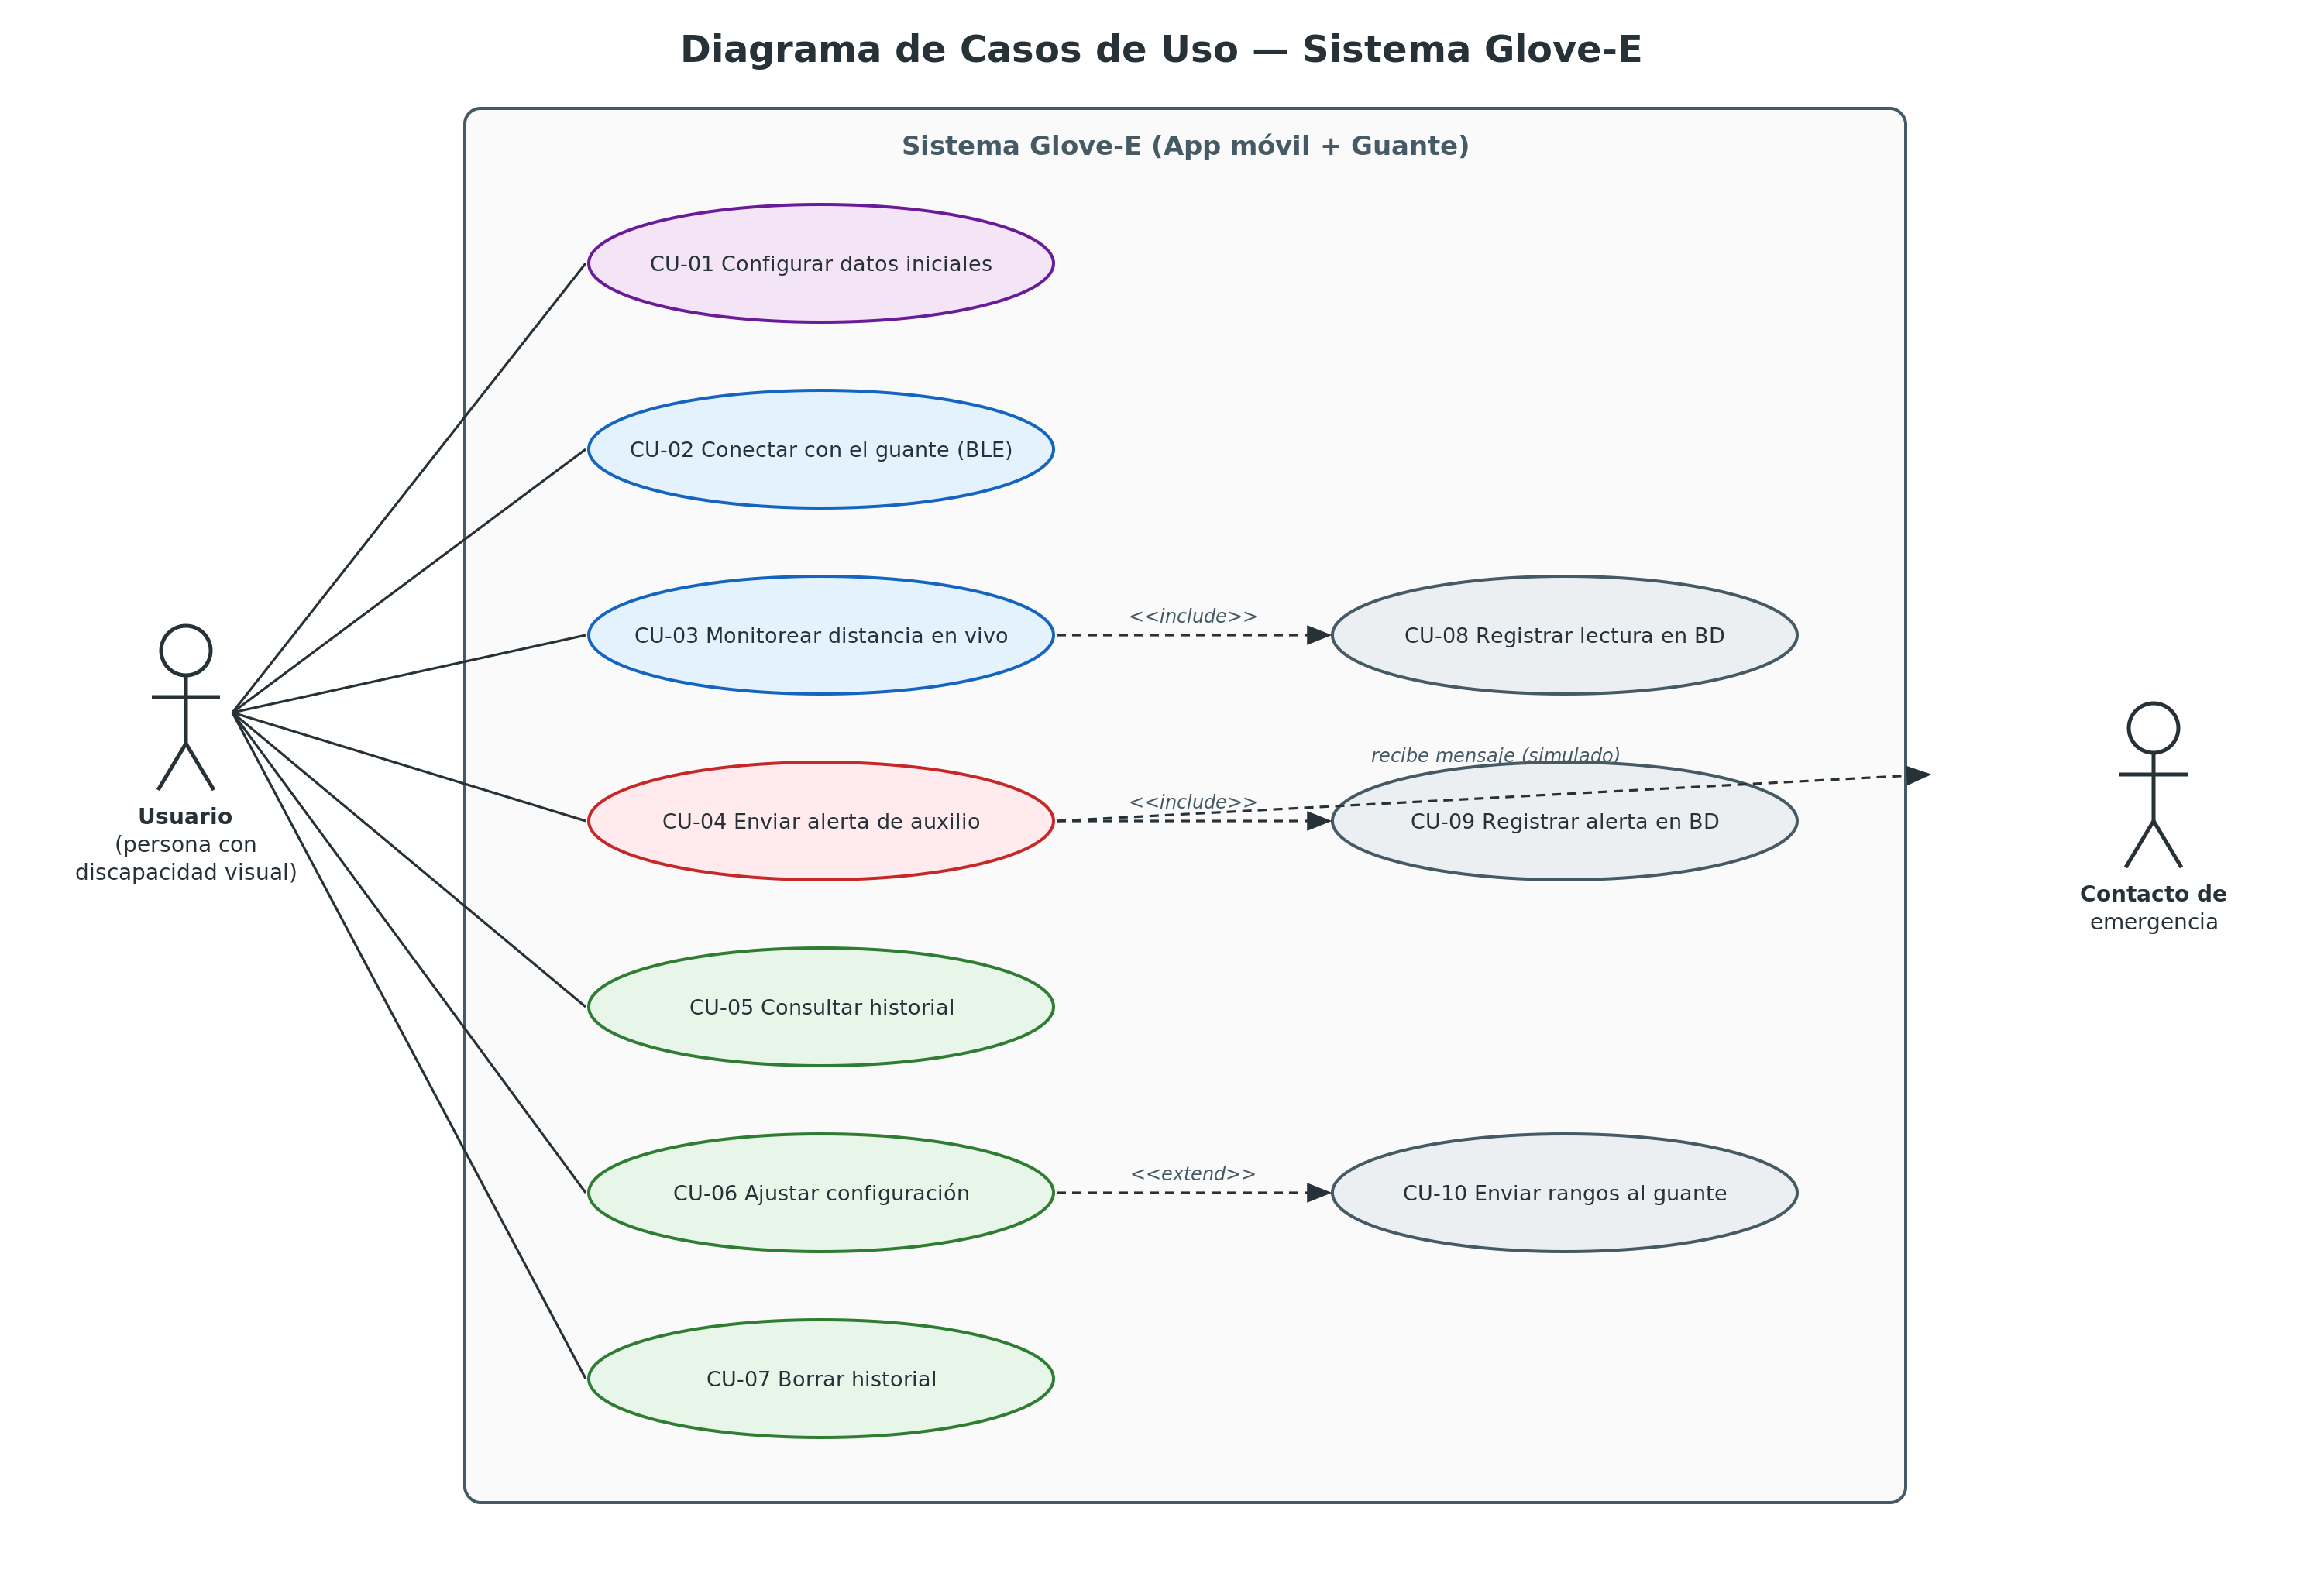 Diagrama de Casos de Uso — Sistema Glove-E
Sistema Glove-E (App móvil + Guante)
CU-01 Configurar datos iniciales
CU-02 Conectar con el guante (BLE)
CU-03 Monitorear distancia en vivo
<<include>>
CU-08 Registrar lectura en BD
recibe mensaje (simulado)
CU-04 Enviar alerta de auxilio
<<include>>
CU-09 Registrar alerta en BD
Usuario
(persona con
discapacidad visual)
Contacto de
emergencia
CU-05 Consultar historial
CU-06 Ajustar configuración
<<extend>>
CU-10 Enviar rangos al guante
CU-07 Borrar historial